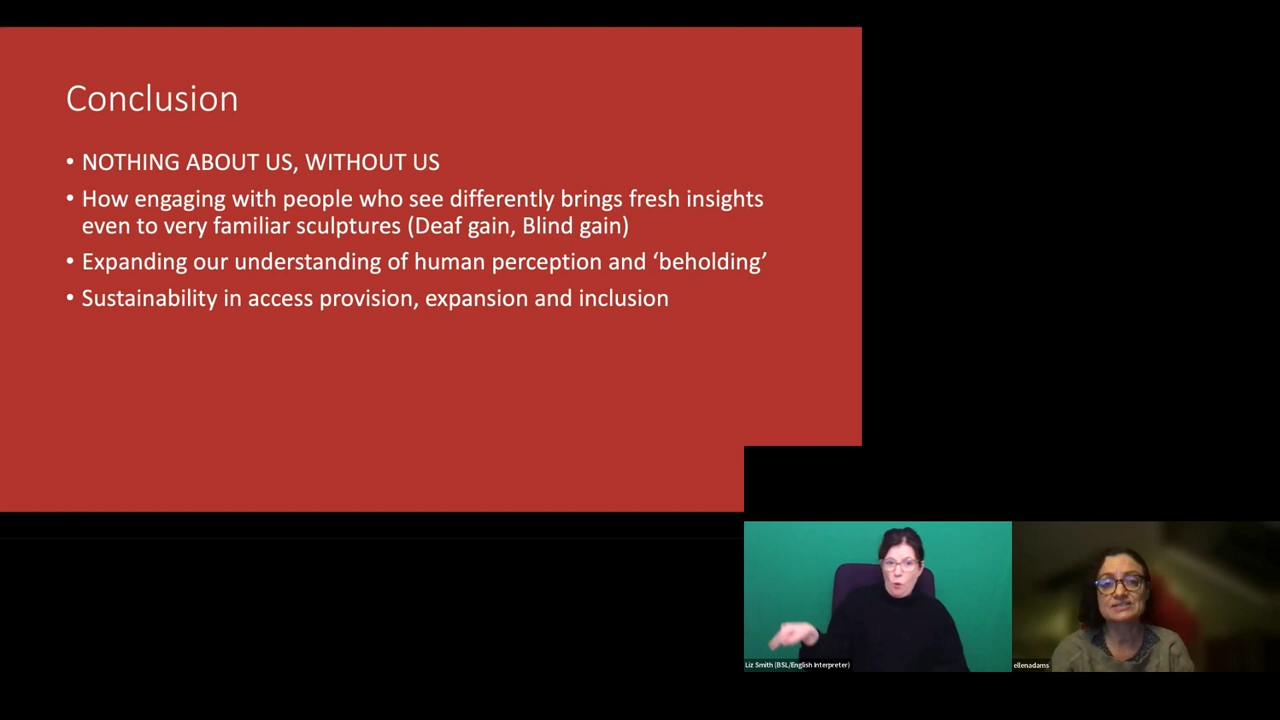 Conclusion
• NOTHING ABOUT US, WITHOUT US
• How engaging with people who see differently brings fresh insights
even to very familiar sculptures (Deaf gain, Blind gain)
• Expanding our understanding of human perception and ‘beholding’
• Sustainability in access provision, expansion and inclusion
Liz Smith (BSL/English Interpreter)
ellenadams